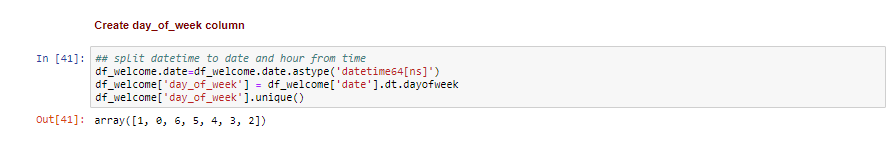 Create day_of_week column
In [41]: ## split datetime to date and hour from time
df_welcome.date=df_welcome.date.astype('datetime64[ns]')
df_welcome['day_of_week'] = df_welcome['date'].dt.dayofweek
df_welcome['day_of_week'].unique()
Out[41]: array([1, 0, 6, 5, 4, 3, 2])